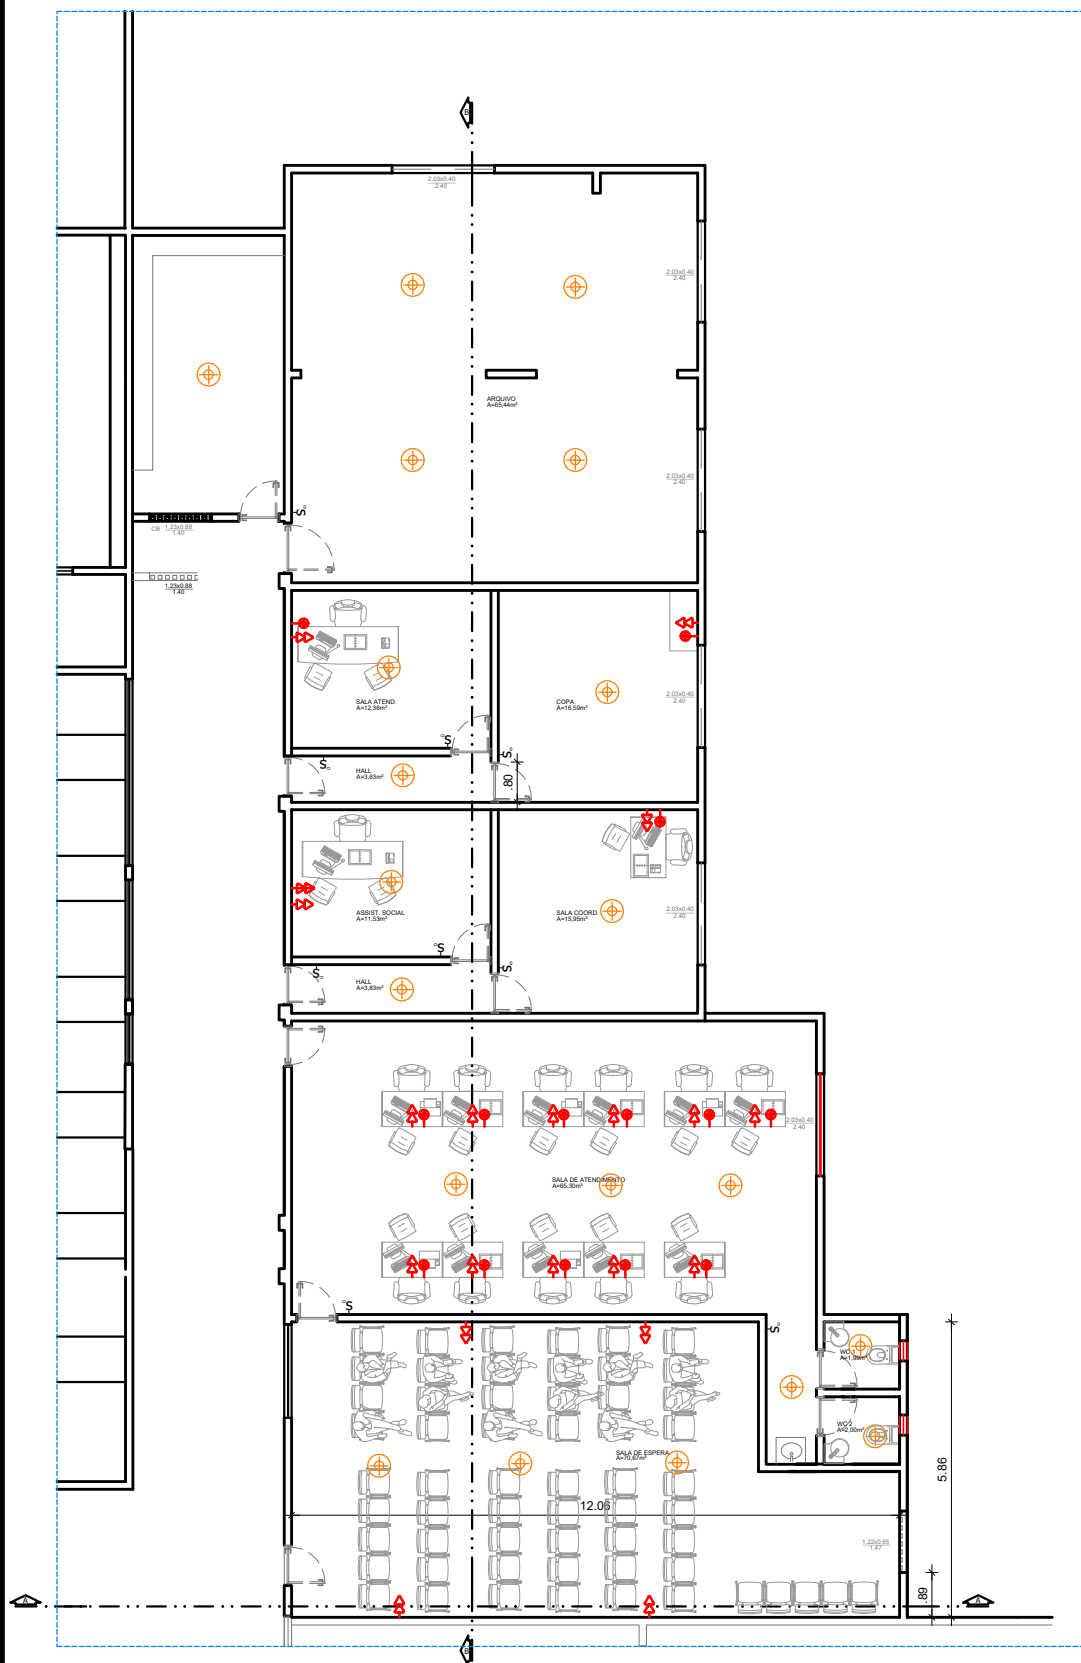 B
2.03x0.40
2.40
2.03x0.40
2.40
ARQUIVO
A=65,44m²
2.03x0.40
2.40
S
CB
1.23x0.88
1.40
1.23x0.88
1.40
SALA ATEND.
A=12,36m²
COPA
A=16,59m²
2.03x0.40
2.40
S
S
S
HALL
A=3,63m²
.80
ASSIST. SOCIAL
A=11,53m²
SALA COORD.
A=15,95m²
2.03x0.40
2.40
S
S
S
HALL
A=3,83m²
2.03x0.40
2.40
SALA DE ATENDIMENTO
A=65,30m²
S
S
WC 1
A=1,99m²
WC 2
A=2,00m²
SALA DE ESPERA
A=70,67m²
5.86
12.06
1.22x0.65
1.47
.89
A
A
B